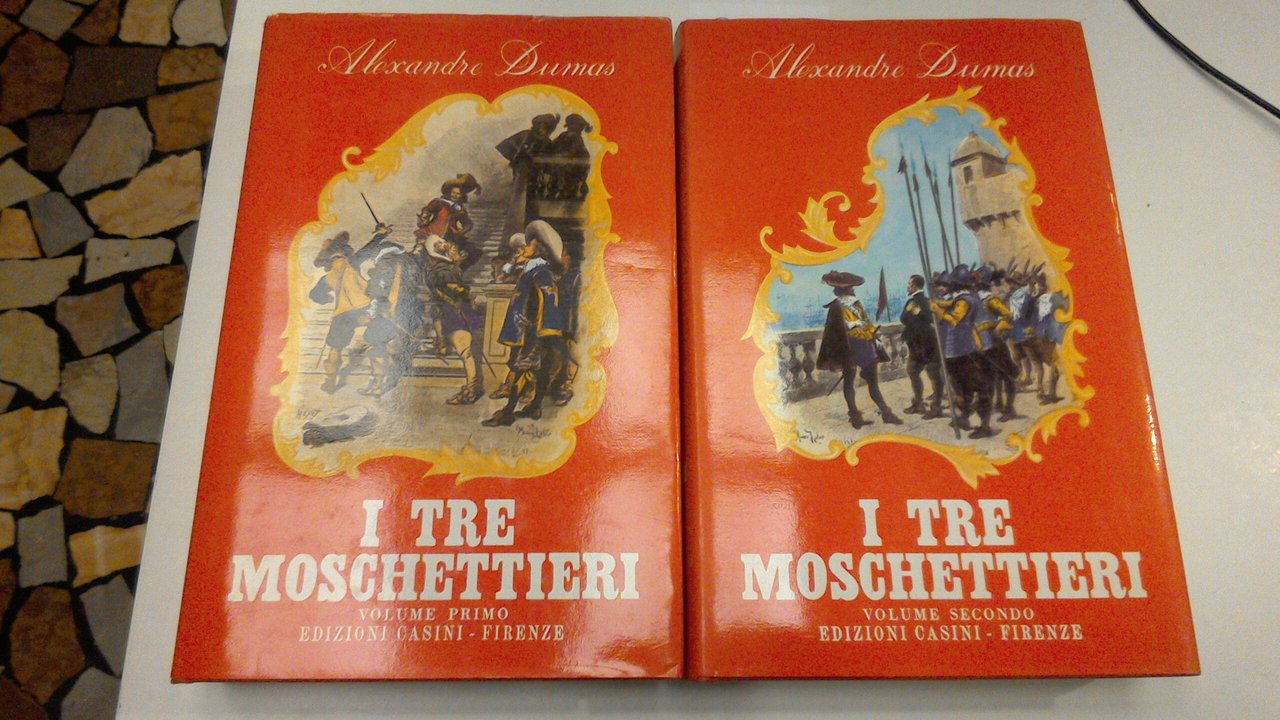 Alexandre Dumas
I TRE
MOSCHETTIERI
VOLUME PRIMO
EDIZIONI CASINI - FIRENZE
Alexandre Dumas
I TRE
MOSCHETTIERI
VOLUME SECONDO
EDIZIONI CASINI - FIRENZE